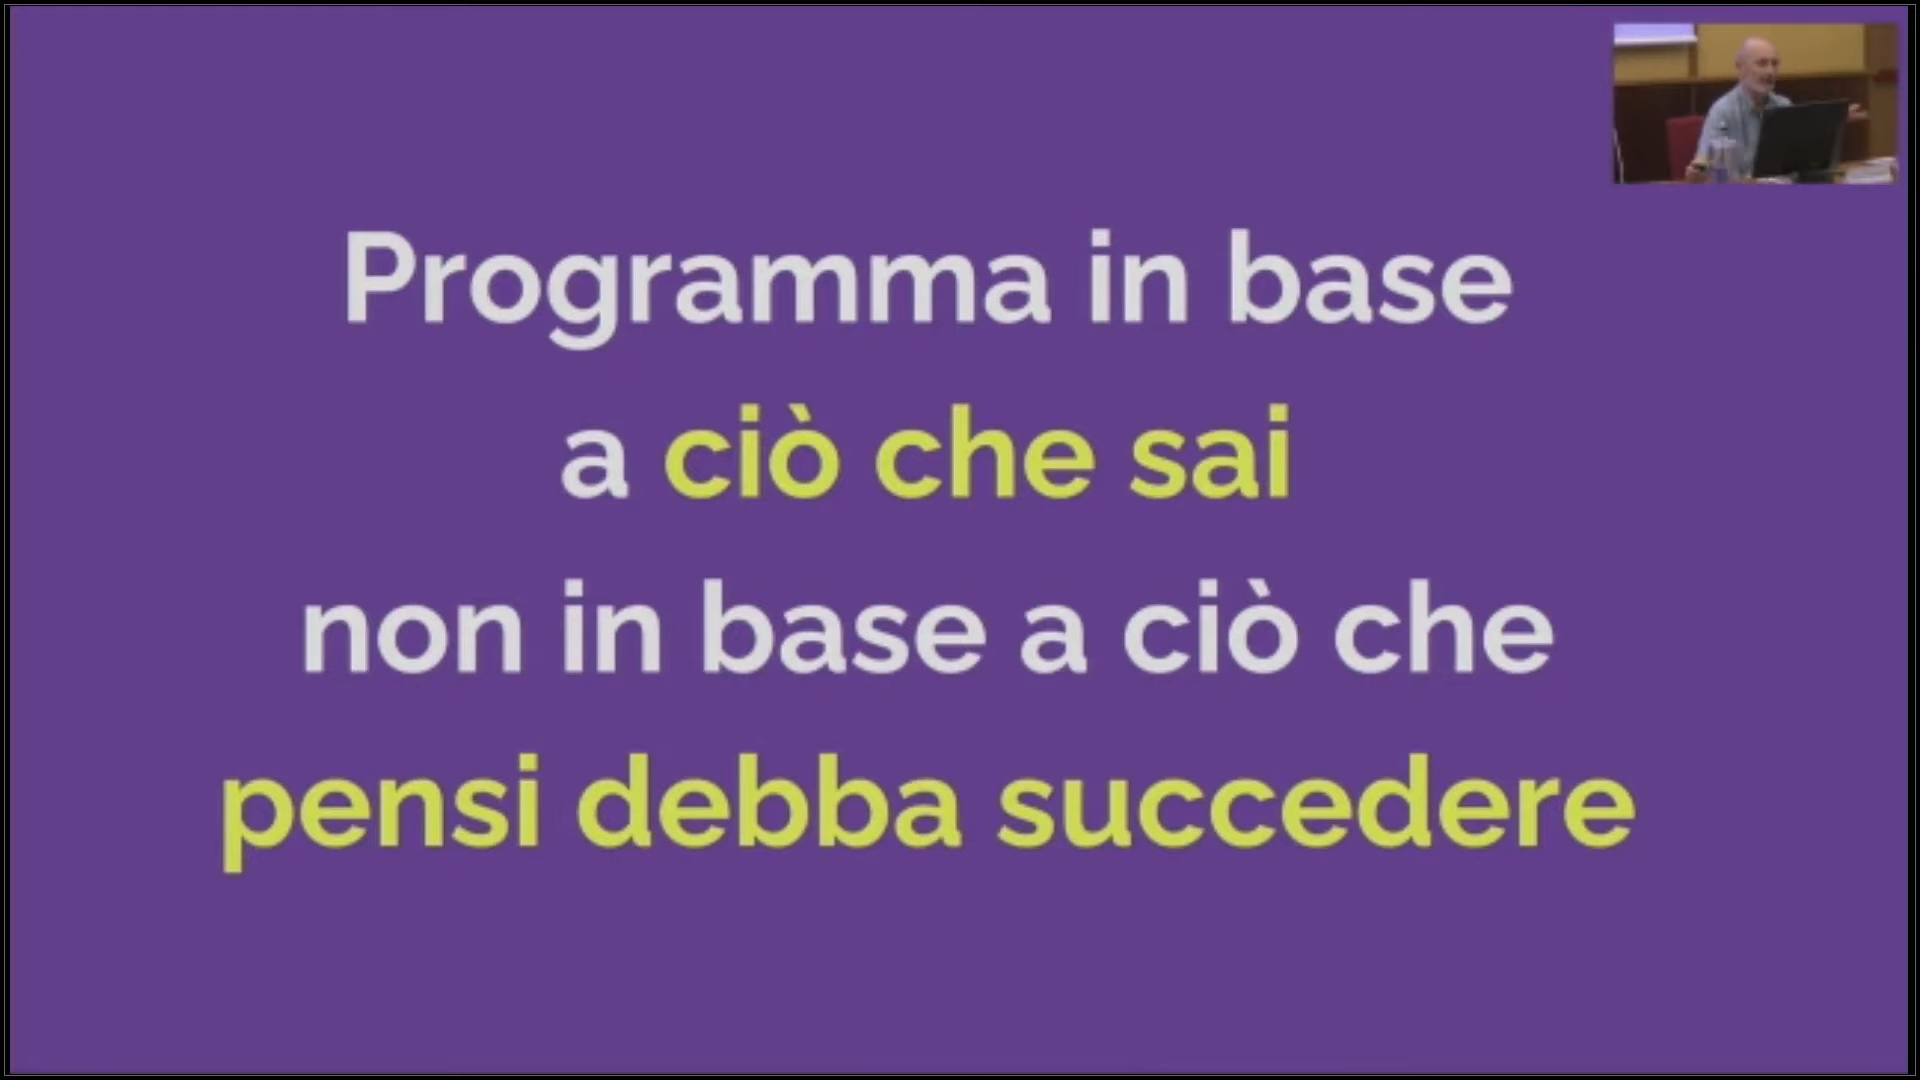 Programma in base
a ciò che sai
non in base a ciò che
pensi debba succedere